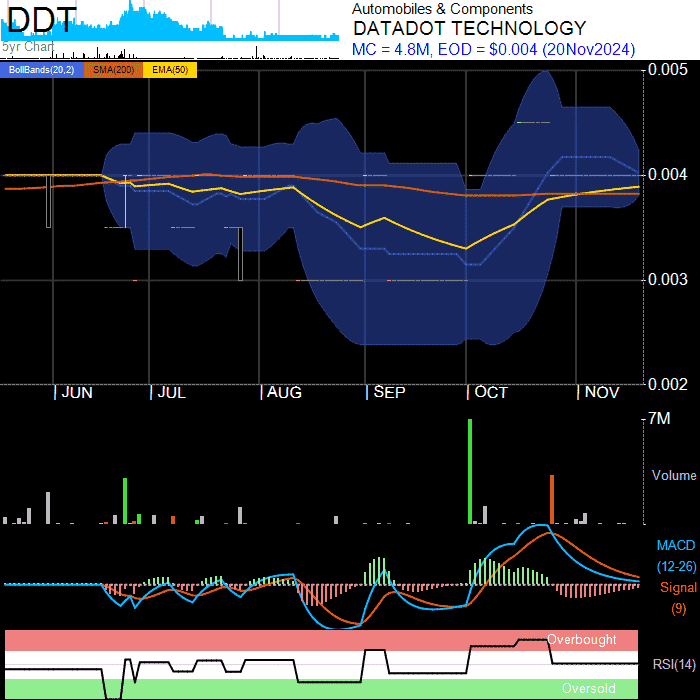 DDT
5yr Chart
Automobiles & Components
DATADOT TECHNOLOGY
MC = 4.8M, EOD = $0.004 (20Nov2024)
BollBands(20,2) SMA(200) EMA(50)
0.005
0.004
0.003
0.002
JUN JUL AUG SEP OCT NOV
7M
Volume
MACD
(12-26)
Signal
(9)
Overbought
RSI(14)
Oversold